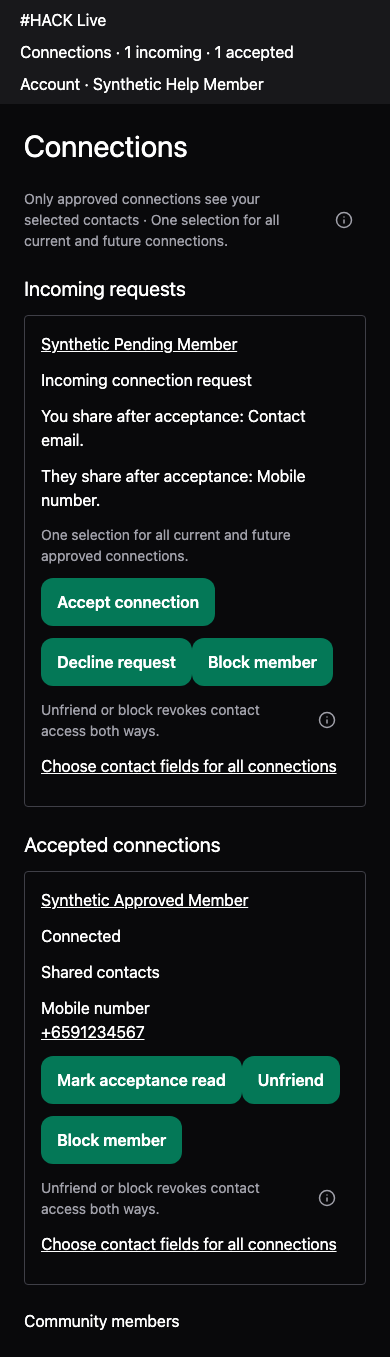 #HACK Live
Connections · 1 incoming · 1 accepted
Account · Synthetic Help Member
Connections
Only approved connections see your
selected contacts · One selection for all
current and future connections.
Incoming requests
Synthetic Pending Member
Incoming connection request
You share after acceptance: Contact
email.
They share after acceptance: Mobile
number.
One selection for all current and future
approved connections.
Accept connection
Decline request
Block member
Unfriend or block revokes contact
access both ways.
Choose contact fields for all connections
Accepted connections
Synthetic Approved Member
Connected
Shared contacts
Mobile number
+6591234567
Mark acceptance read
Unfriend
Block member
Unfriend or block revokes contact
access both ways.
Choose contact fields for all connections
Community members